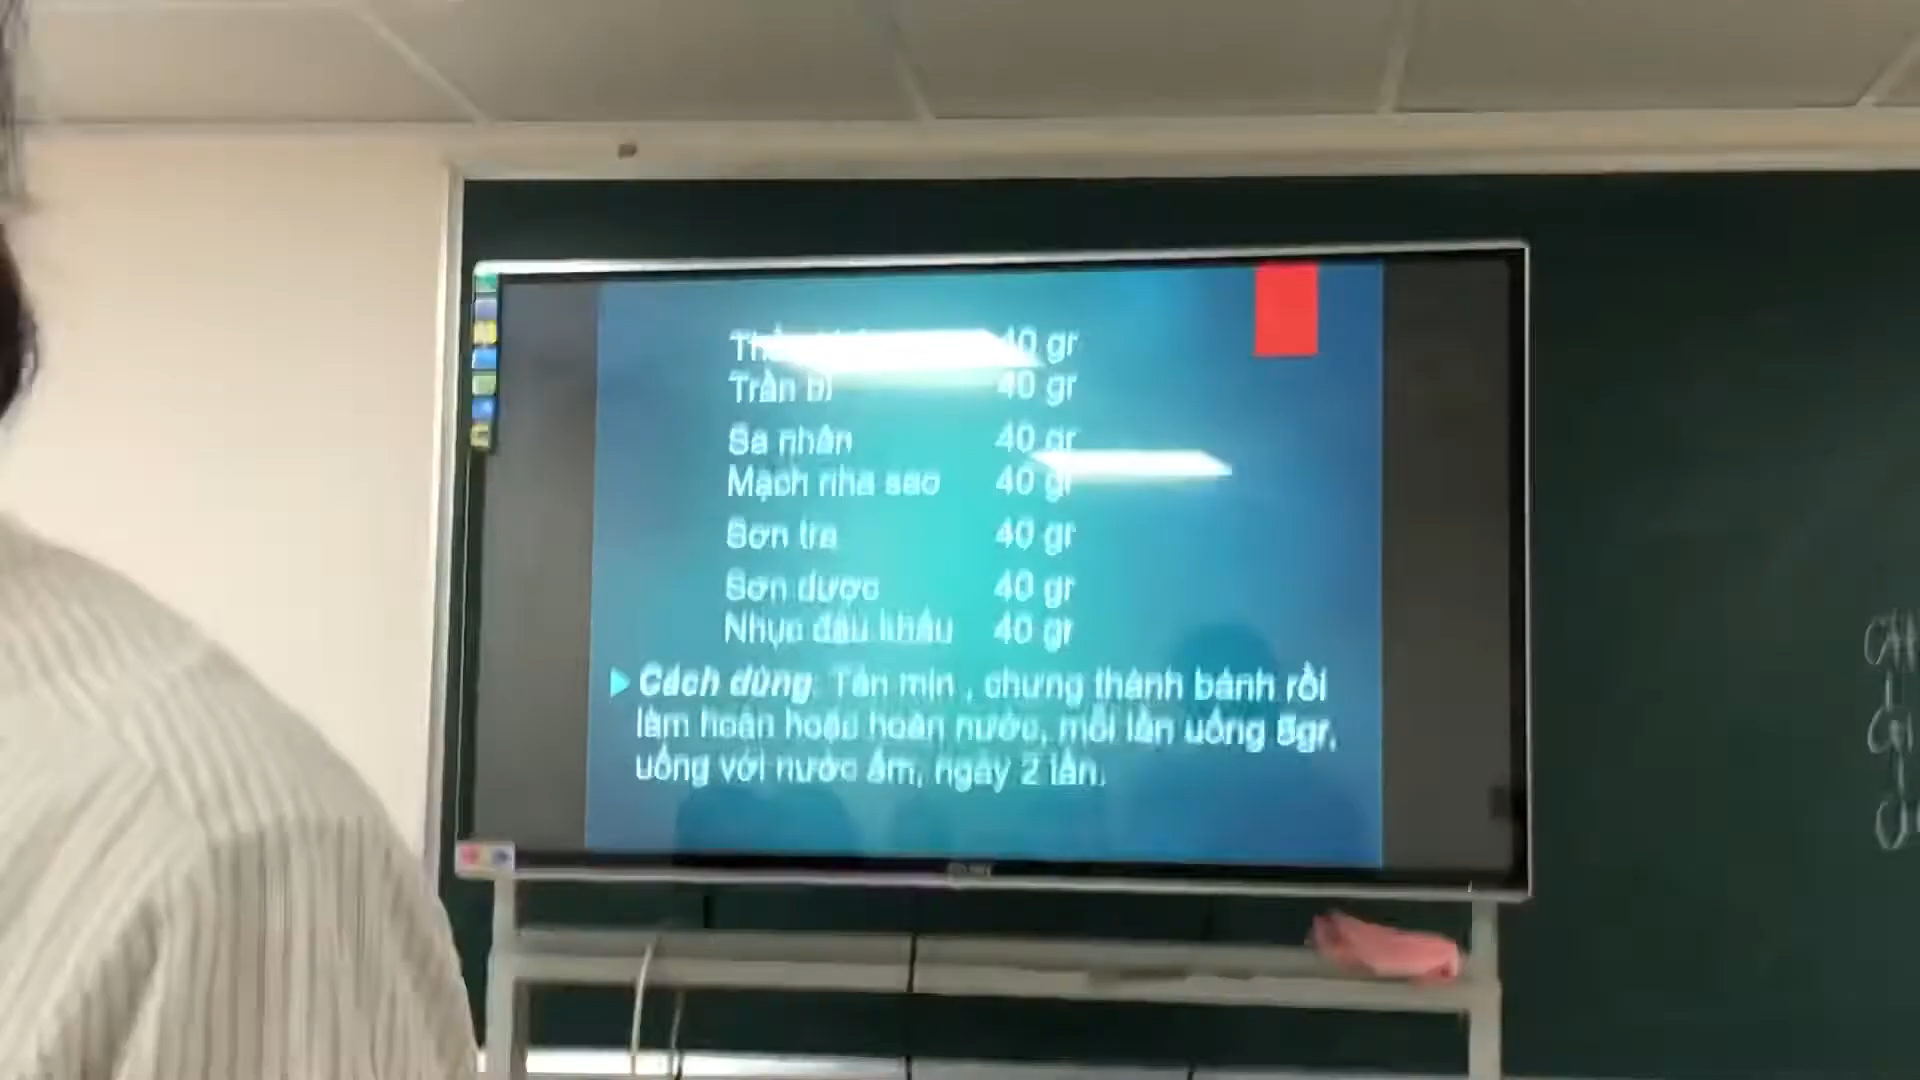 40 gr
Trần bì 40 gr
Sa nhân 40 gr
Mạch nha sao 40 gr
Sơn tra 40 gr
Sơn dược 40 gr
Nhục đậu khấu 40 gr
Cách dùng: Tán mịn , chưng thành bánh rồi
làm hoàn hoặc hoàn nước, mỗi lần uống 8gr,
uống với nước ấm, ngày 2 lần.